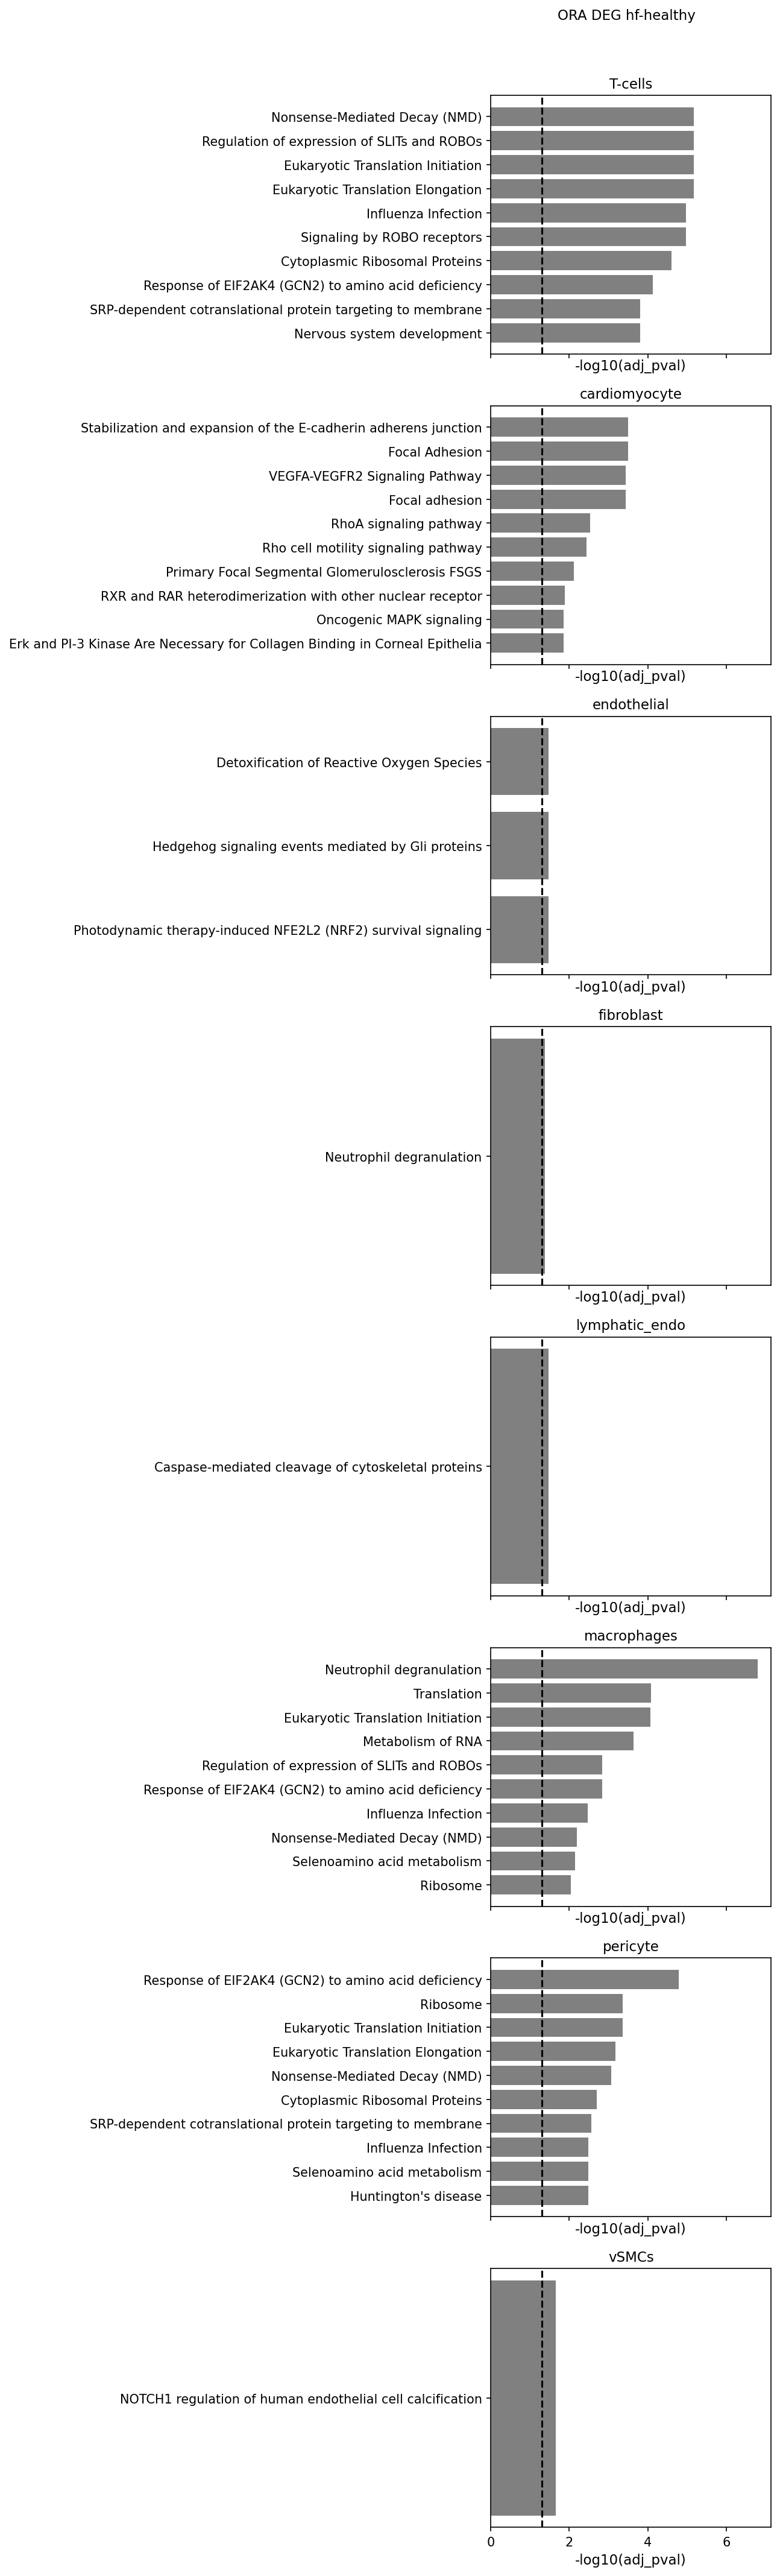 ORA DEG hf-healthy
T-cells
Nonsense-Mediated Decay (NMD)
Regulation of expression of SLITs and ROBOs
Eukaryotic Translation Initiation
Eukaryotic Translation Elongation
Influenza Infection
Signaling by ROBO receptors
Cytoplasmic Ribosomal Proteins
Response of EIF2AK4 (GCN2) to amino acid deficiency
SRP-dependent cotranslational protein targeting to membrane
Nervous system development
-log10(adj_pval)
cardiomyocyte
Stabilization and expansion of the E-cadherin adherens junction
Focal Adhesion
VEGFA-VEGFR2 Signaling Pathway
Focal adhesion
RhoA signaling pathway
Rho cell motility signaling pathway
Primary Focal Segmental Glomerulosclerosis FSGS
RXR and RAR heterodimerization with other nuclear receptor
Oncogenic MAPK signaling
Erk and PI-3 Kinase Are Necessary for Collagen Binding in Corneal Epithelia
-log10(adj_pval)
endothelial
Detoxification of Reactive Oxygen Species
Hedgehog signaling events mediated by Gli proteins
Photodynamic therapy-induced NFE2L2 (NRF2) survival signaling
-log10(adj_pval)
fibroblast
Neutrophil degranulation
-log10(adj_pval)
lymphatic_endo
Caspase-mediated cleavage of cytoskeletal proteins
-log10(adj_pval)
macrophages
Neutrophil degranulation
Translation
Eukaryotic Translation Initiation
Metabolism of RNA
Regulation of expression of SLITs and ROBOs
Response of EIF2AK4 (GCN2) to amino acid deficiency
Influenza Infection
Nonsense-Mediated Decay (NMD)
Selenoamino acid metabolism
Ribosome
-log10(adj_pval)
pericyte
Response of EIF2AK4 (GCN2) to amino acid deficiency
Ribosome
Eukaryotic Translation Initiation
Eukaryotic Translation Elongation
Nonsense-Mediated Decay (NMD)
Cytoplasmic Ribosomal Proteins
SRP-dependent cotranslational protein targeting to membrane
Influenza Infection
Selenoamino acid metabolism
Huntington's disease
-log10(adj_pval)
vSMCs
NOTCH1 regulation of human endothelial cell calcification
0 2 4 6
-log10(adj_pval)